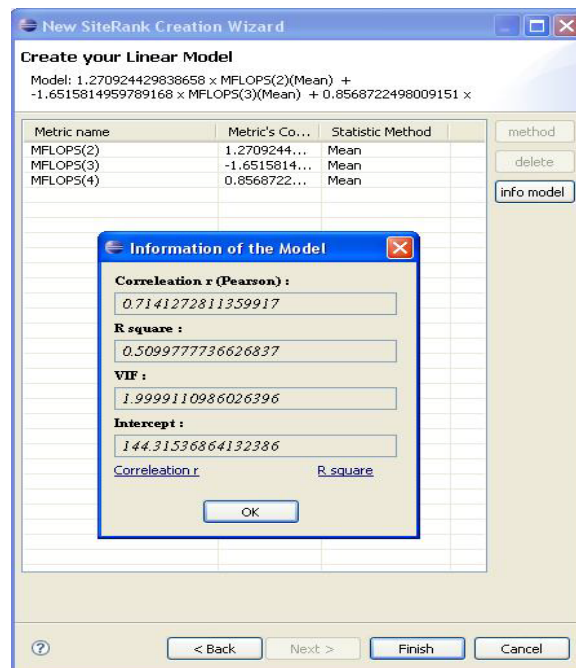 New SiteRank Creation Wizard
Create your Linear Model
Model: 1.270924429838658 x MFLOPS(2)(Mean) +
-1.6515814959789168 x MFLOPS(3)(Mean) + 0.8568722498009151 x
Metric name Metric's Co... Statistic Method
MFLOPS(2) 1.2709244... Mean
MFLOPS(3) -1.6515814... Mean
MFLOPS(4) 0.8568722... Mean
method
delete
info model
Information of the Model
Correleation r (Pearson) :
0.7141272811359917
R square :
0.5099777736626837
VIF :
1.9999110986026396
Intercept :
144.31536864132386
Correleation r R square
OK
? < Back Next > Finish Cancel